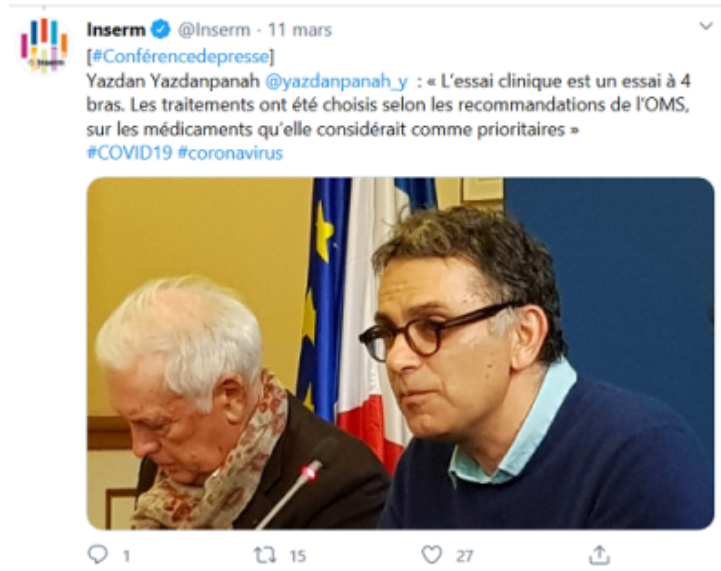 Inserm @Inserm · 11 mars
[#Conférencedepresse]
Yazdan Yazdanpanah @yazdanpanah_y : « L'essai clinique est un essai à 4
bras. Les traitements ont été choisis selon les recommandations de l'OMS,
sur les médicaments qu'elle considérait comme prioritaires »
#COVID19 #coronavirus
Inserm
1 15 27